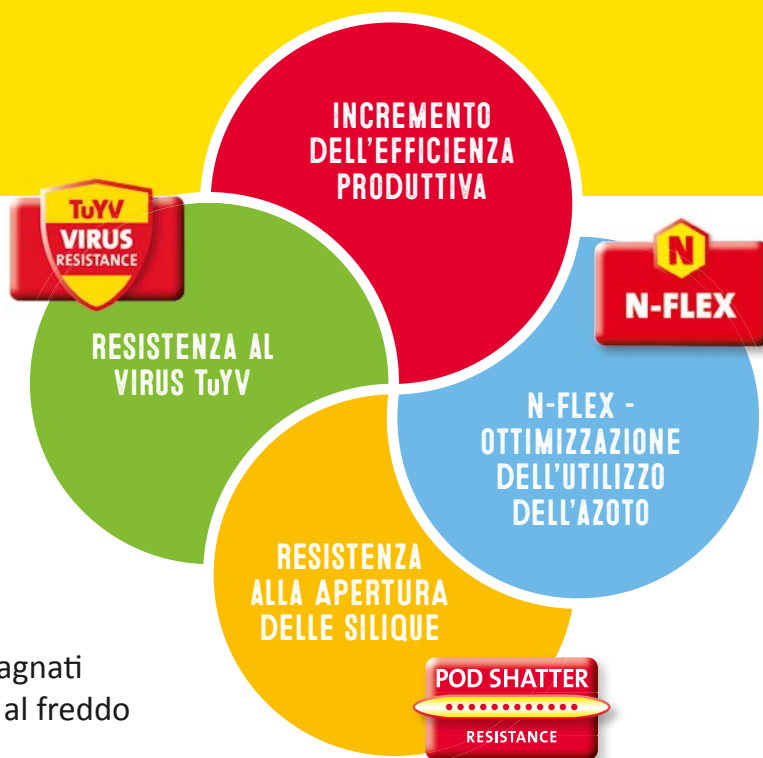 INCREMENTO
DELL'EFFICIENZA
PRODUTTIVA
TuYV
VIRUS
RESISTANCE
RESISTENZA AL
VIRUS TuYV
N
N-FLEX
N-FLEX -
OTTIMIZZAZIONE
DELL'UTILIZZO
DELL'AZOTO
RESISTENZA
ALLA APERTURA
DELLE SILIQUE
agnati
al freddo
POD SHATTER
RESISTANCE